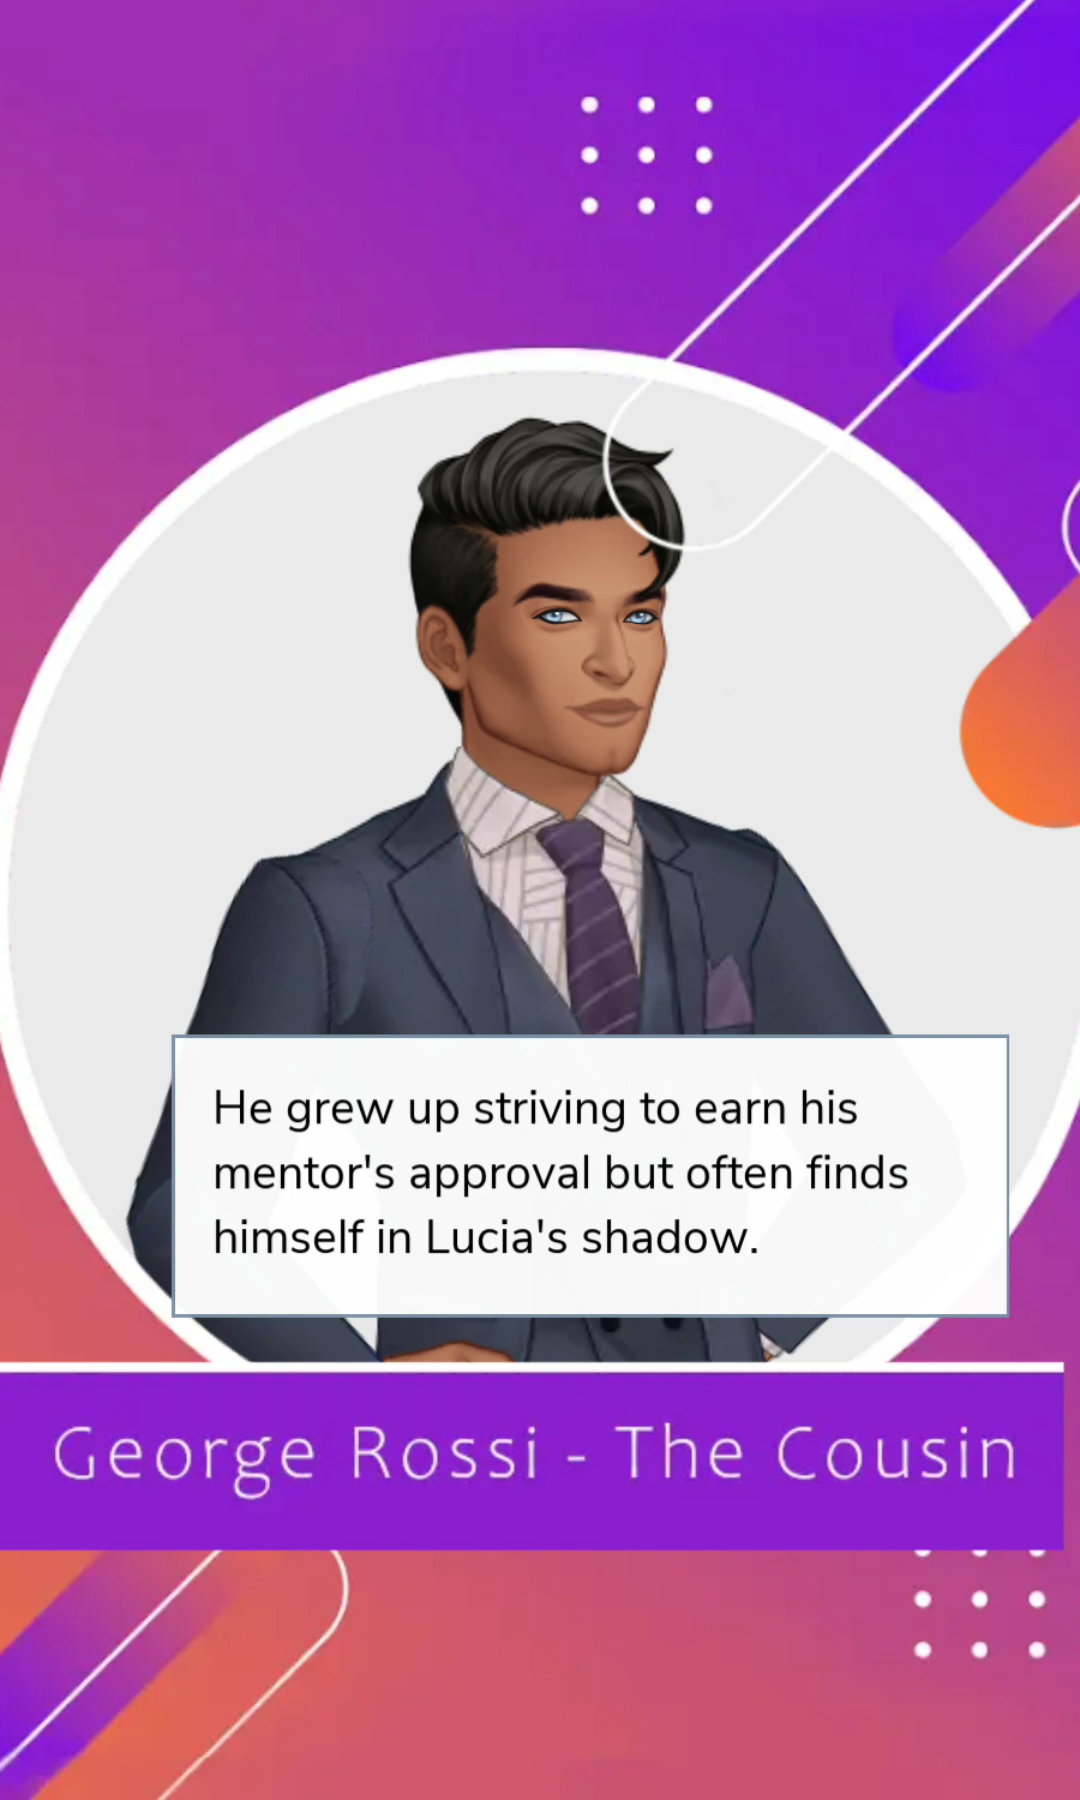 He grew up striving to earn his
mentor's approval but often finds
himself in Lucia's shadow.
George Rossi - The Cousin